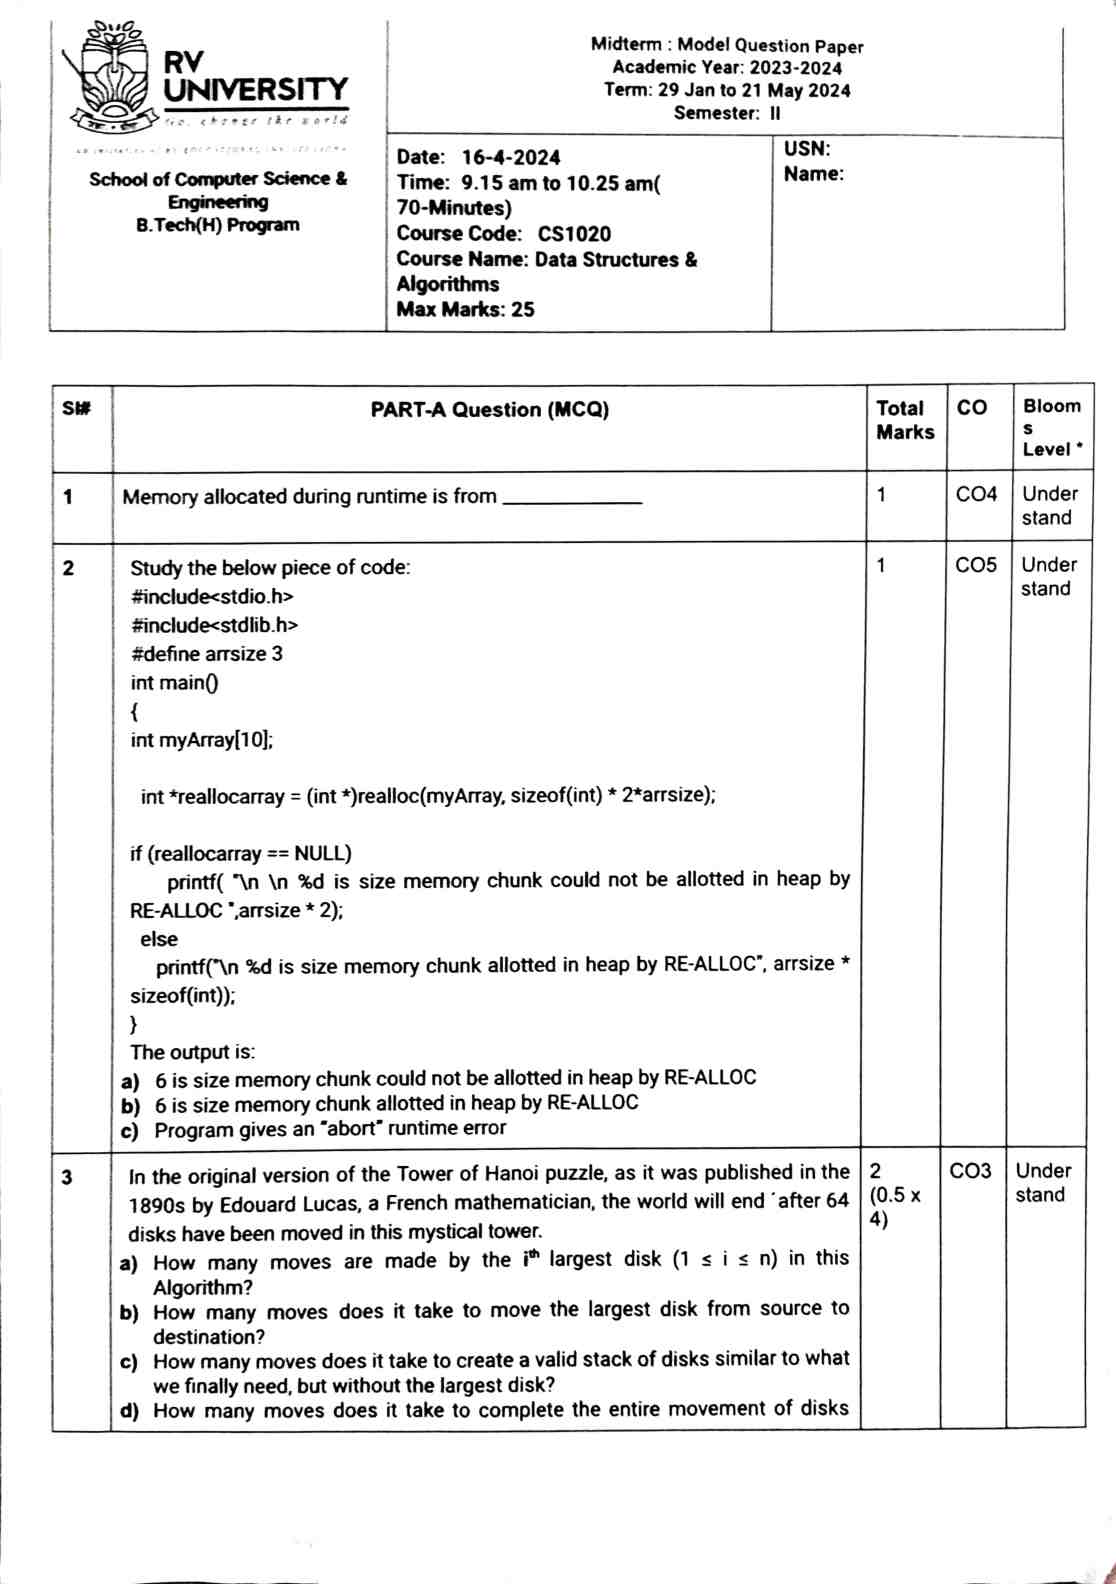 RV
UNIVERSITY
Go, change the world
School of Computer Science &
Engineering
B.Tech(H) Program
Midterm : Model Question Paper
Academic Year: 2023-2024
Term: 29 Jan to 21 May 2024
Semester: II
Date: 16-4-2024
Time: 9.15 am to 10.25 am(
70-Minutes)
Course Code: CS1020
Course Name: Data Structures &
Algorithms
Max Marks: 25
USN:
Name:
Sl#
PART-A Question (MCQ)
Total
Marks
CO
Bloom
s
Level *
1
Memory allocated during runtime is from ____________
1
CO4
Under
stand
2
Study the below piece of code:
#include<stdio.h>
#include<stdlib.h>
#define arrsize 3
int main()
{
int myArray[10];
int *reallocarray = (int *)realloc(myArray, sizeof(int) * 2*arrsize);
if (reallocarray == NULL)
printf( "\n \n %d is size memory chunk could not be allotted in heap by
RE-ALLOC ",arrsize * 2);
else
printf("\n %d is size memory chunk allotted in heap by RE-ALLOC", arrsize *
sizeof(int));
}
The output is:
a) 6 is size memory chunk could not be allotted in heap by RE-ALLOC
b) 6 is size memory chunk allotted in heap by RE-ALLOC
c) Program gives an "abort" runtime error
1
CO5
Under
stand
3
In the original version of the Tower of Hanoi puzzle, as it was published in the
1890s by Edouard Lucas, a French mathematician, the world will end ´after 64
disks have been moved in this mystical tower.
a) How many moves are made by the iᵗʰ largest disk (1 ≤ i ≤ n) in this
Algorithm?
b) How many moves does it take to move the largest disk from source to
destination?
c) How many moves does it take to create a valid stack of disks similar to what
we finally need, but without the largest disk?
d) How many moves does it take to complete the entire movement of disks
2
(0.5 x
4)
CO3
Under
stand